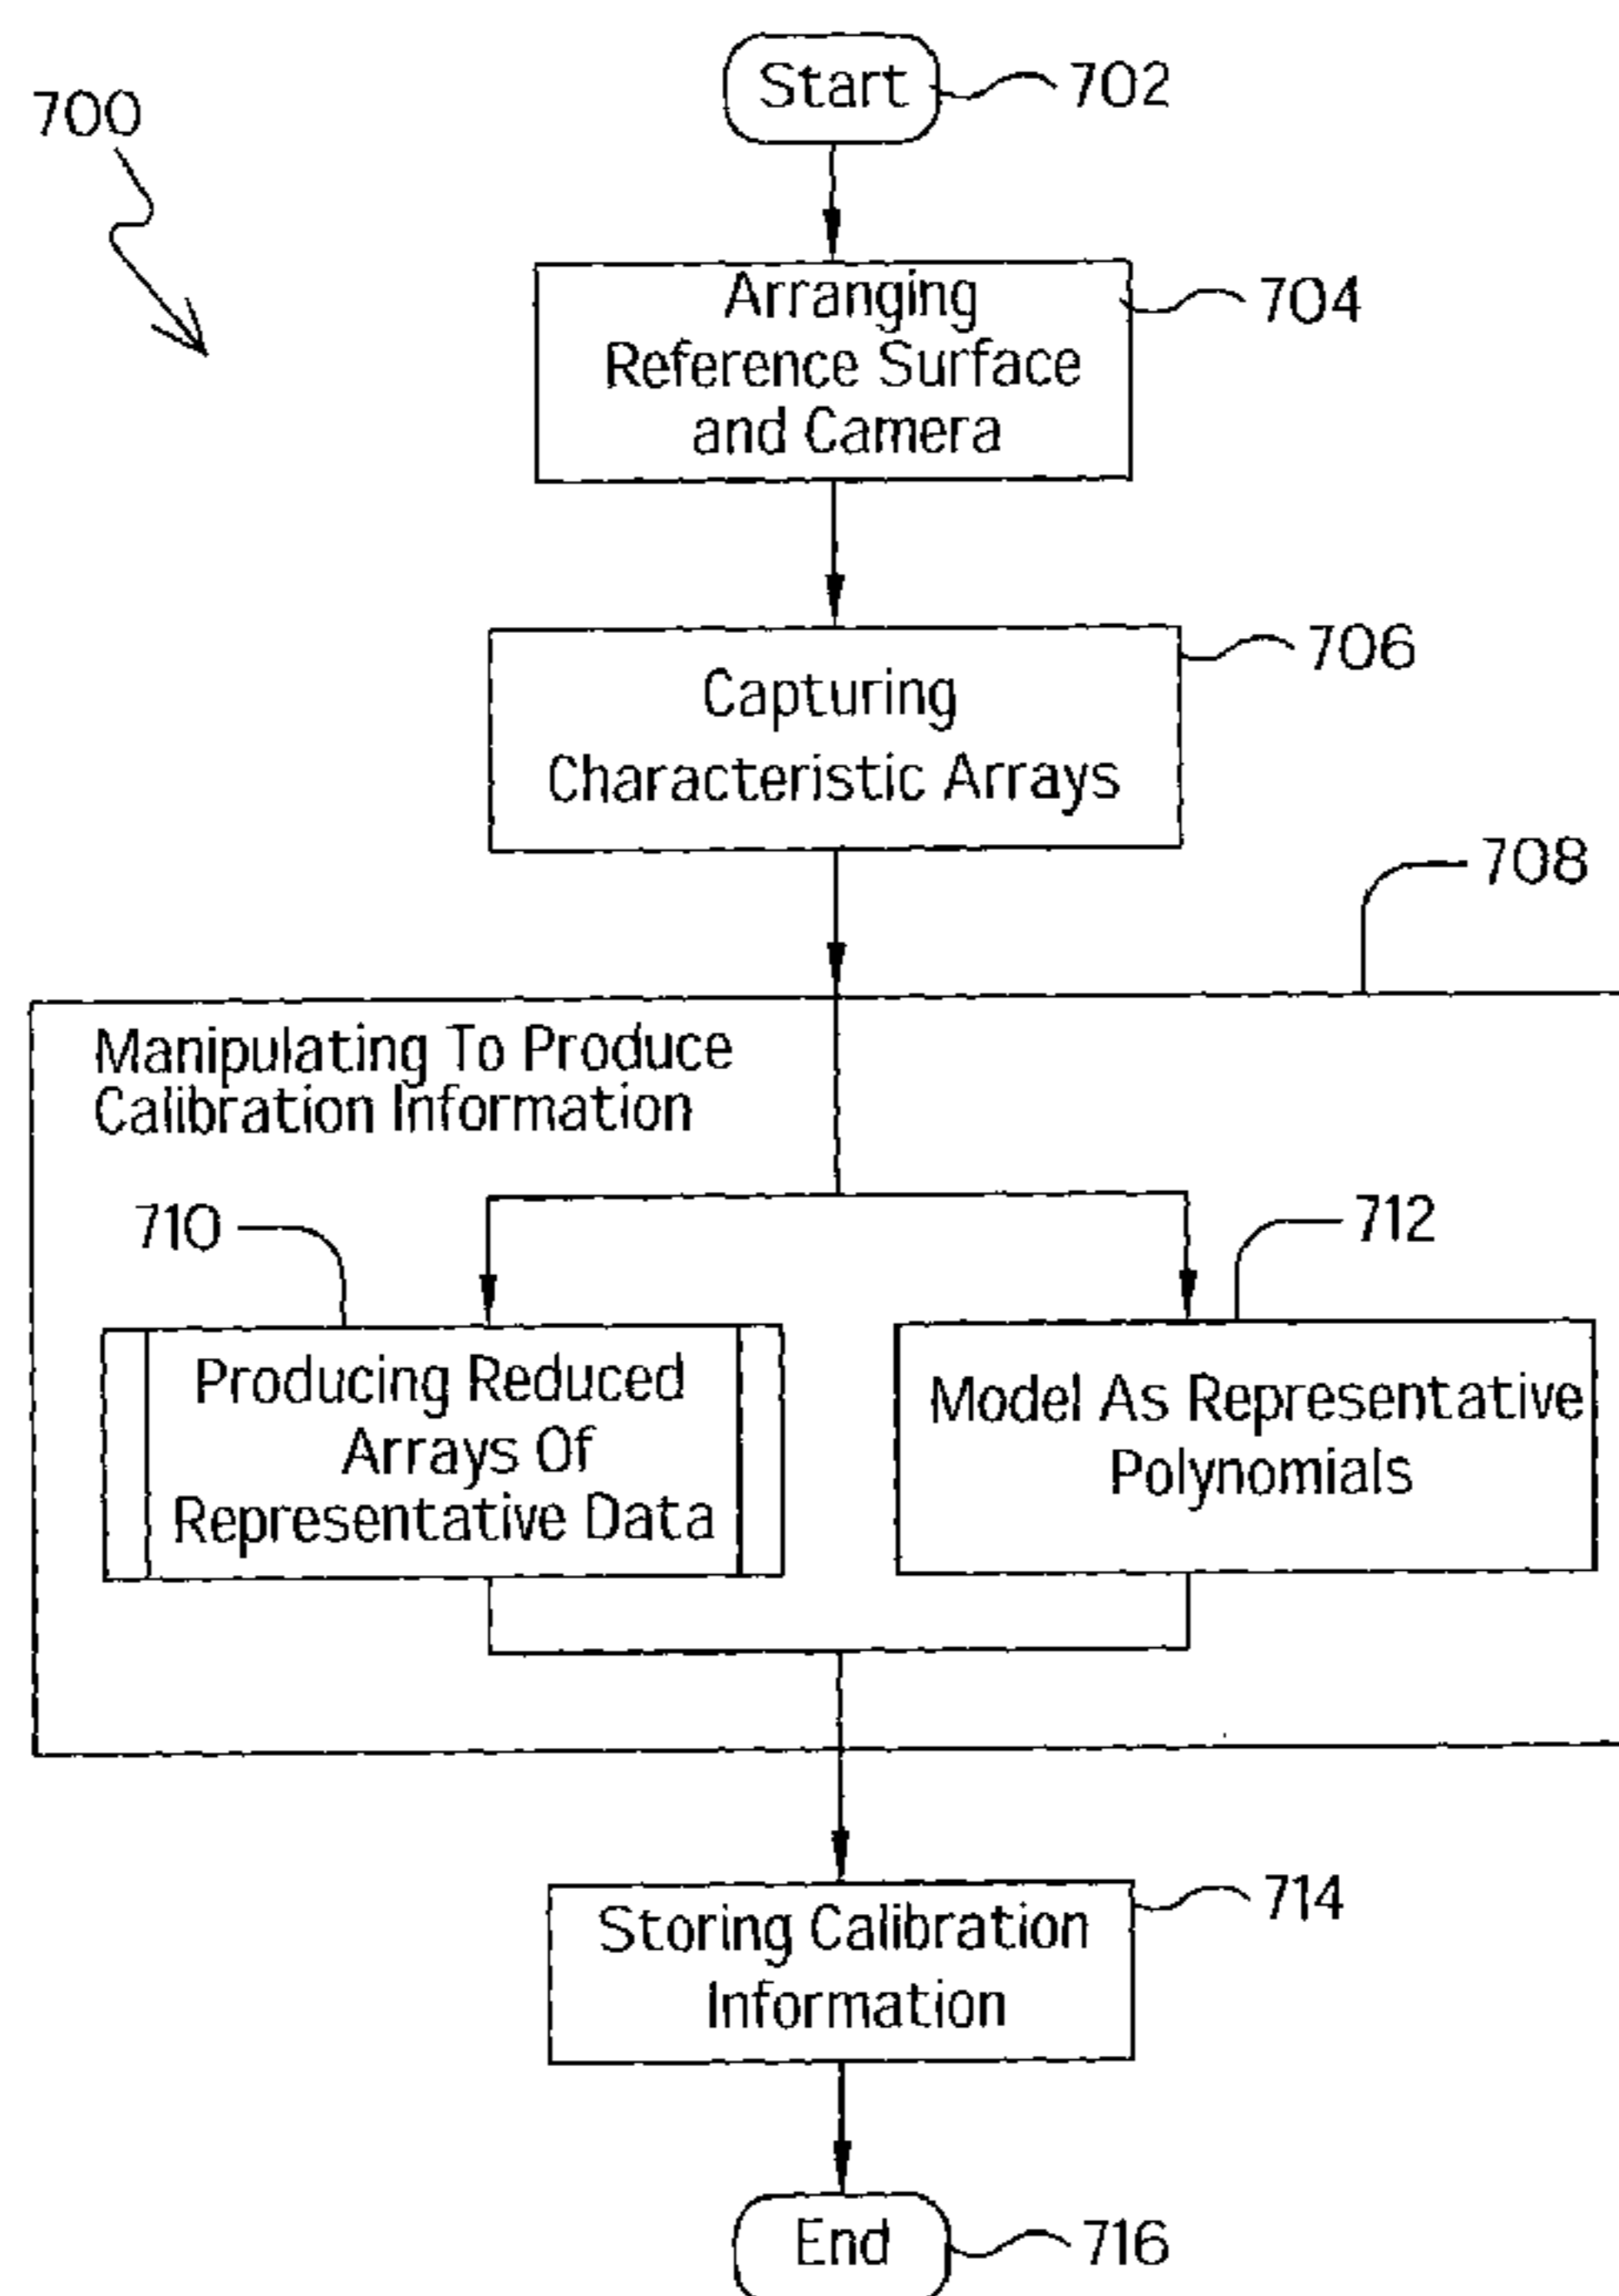 700
Start
702
Arranging
Reference Surface
and Camera
704
Capturing
Characteristic Arrays
706
708
Manipulating To Produce
Calibration Information
710
712
Producing Reduced
Arrays Of
Representative Data
Model As Representative
Polynomials
Storing Calibration
Information
714
End
716